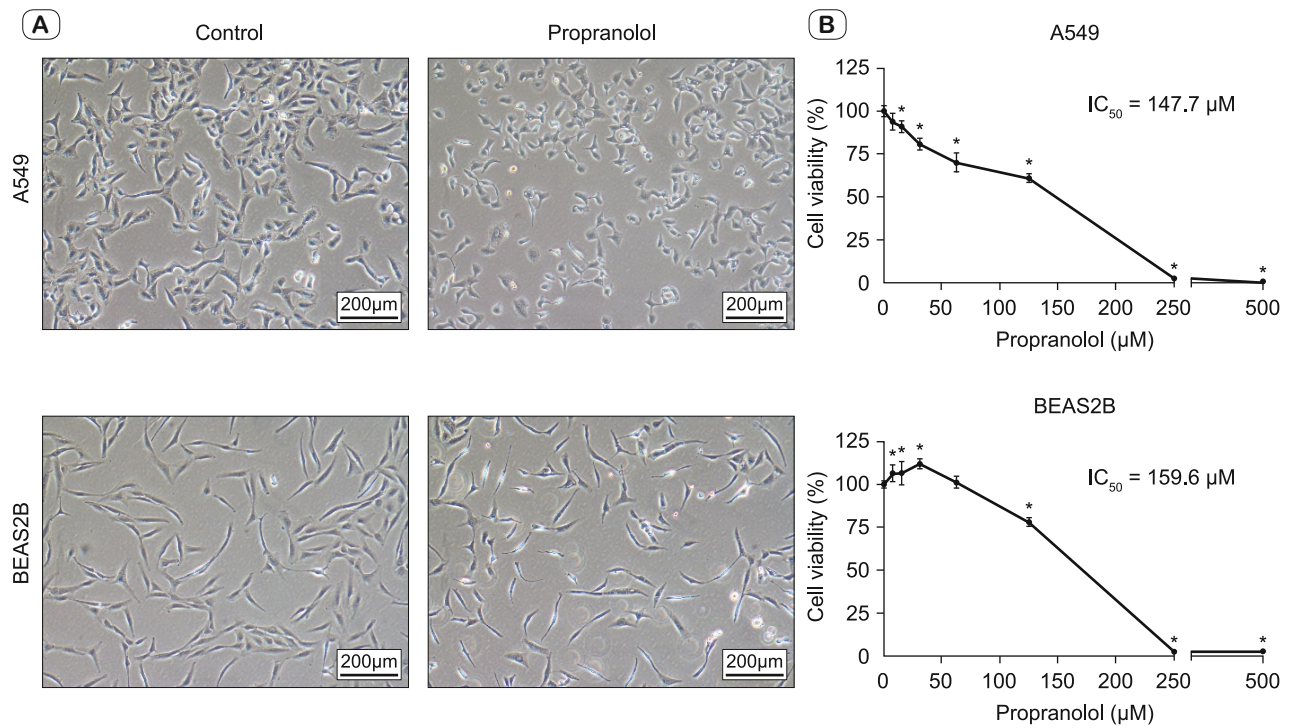 A
Control
Propranolol
A549
200µm
200µm
BEAS2B
200µm
200µm
B
A549
IC50 = 147.7 µM
Cell viability (%)
125
100
75
50
25
0
* * * * * * *
0 50 100 150 200 250 500
Propranolol (µM)
BEAS2B
IC50 = 159.6 µM
Cell viability (%)
125
100
75
50
25
0
* * * * * *
0 50 100 150 200 250 500
Propranolol (µM)